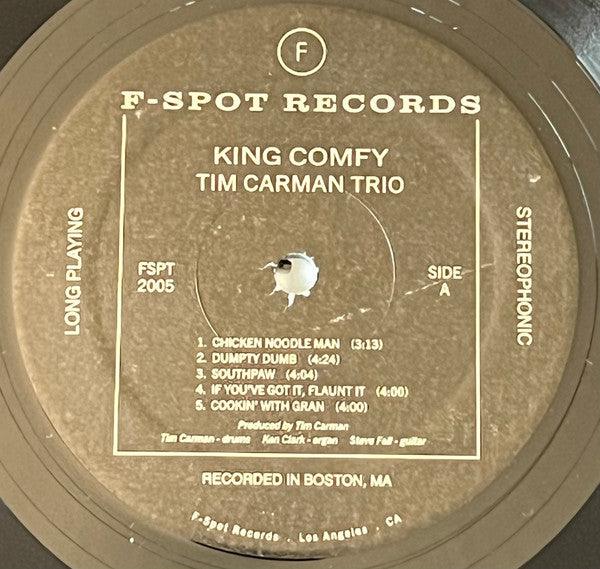 F
F-SPOT RECORDS
KING COMFY
TIM CARMAN TRIO
LONG PLAYING
FSPT
2005
SIDE
A
STEREOPHONIC
1. CHICKEN NOODLE MAN (3:13)
2. DUMPTY DUMB (4:24)
3. SOUTHPAW (4:04)
4. IF YOU'VE GOT IT, FLAUNT IT (4:00)
5. COOKIN' WITH GRAN (4:00)
Produced by Tim Carman
Tim Carman - drums Ken Clark - organ Steve Fell - guitar
RECORDED IN BOSTON, MA
F-Spot Records . Los Angeles . CA